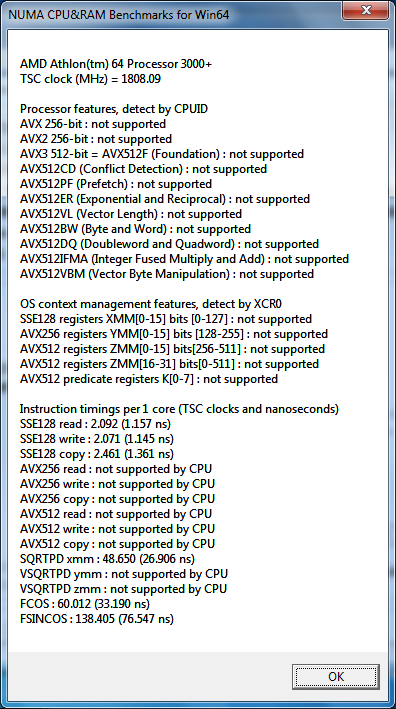 NUMA CPU&RAM Benchmarks for Win64
AMD Athlon(tm) 64 Processor 3000+
TSC clock (MHz) = 1808.09
Processor features, detect by CPUID
AVX 256-bit : not supported
AVX2 256-bit : not supported
AVX3 512-bit = AVX512F (Foundation) : not supported
AVX512CD (Conflict Detection) : not supported
AVX512PF (Prefetch) : not supported
AVX512ER (Exponential and Reciprocal) : not supported
AVX512VL (Vector Length) : not supported
AVX512BW (Byte and Word) : not supported
AVX512DQ (Doubleword and Quadword) : not supported
AVX512IFMA (Integer Fused Multiply and Add) : not supported
AVX512VBM (Vector Byte Manipulation) : not supported
OS context management features, detect by XCR0
SSE128 registers XMM[0-15] bits [0-127] : not supported
AVX256 registers YMM[0-15] bits [128-255] : not supported
AVX512 registers ZMM[0-15] bits[256-511] : not supported
AVX512 registers ZMM[16-31] bits[0-511] : not supported
AVX512 predicate registers K[0-7] : not supported
Instruction timings per 1 core (TSC clocks and nanoseconds)
SSE128 read : 2.092 (1.157 ns)
SSE128 write : 2.071 (1.145 ns)
SSE128 copy : 2.461 (1.361 ns)
AVX256 read : not supported by CPU
AVX256 write : not supported by CPU
AVX256 copy : not supported by CPU
AVX512 read : not supported by CPU
AVX512 write : not supported by CPU
AVX512 copy : not supported by CPU
SQRTPD xmm : 48.650 (26.906 ns)
VSQRTPD ymm : not supported by CPU
VSQRTPD zmm : not supported by CPU
FCOS : 60.012 (33.190 ns)
FSINCOS : 138.405 (76.547 ns)
OK